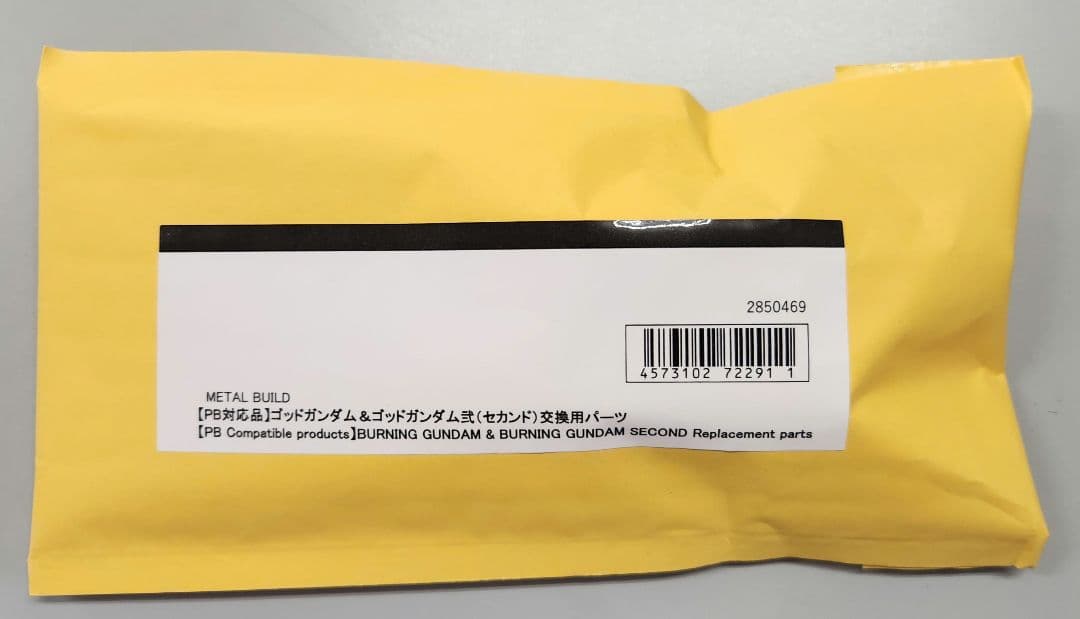 2850469
4573102 72291 1
METAL BUILD
【PB対応品】ゴッドガンダム&ゴッドガンダム弐(セカンド)交換用パーツ
【PB Compatible products】BURNING GUNDAM & BURNING GUNDAM SECOND Replacement parts